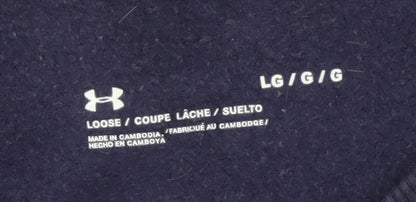 LG / G / G
LOOSE / COUPE LÂCHE / SUELTO
MADE IN CAMBODIA. / FABRIQUÉ AU CAMBODGE /
HECHO EN CAMBOYA